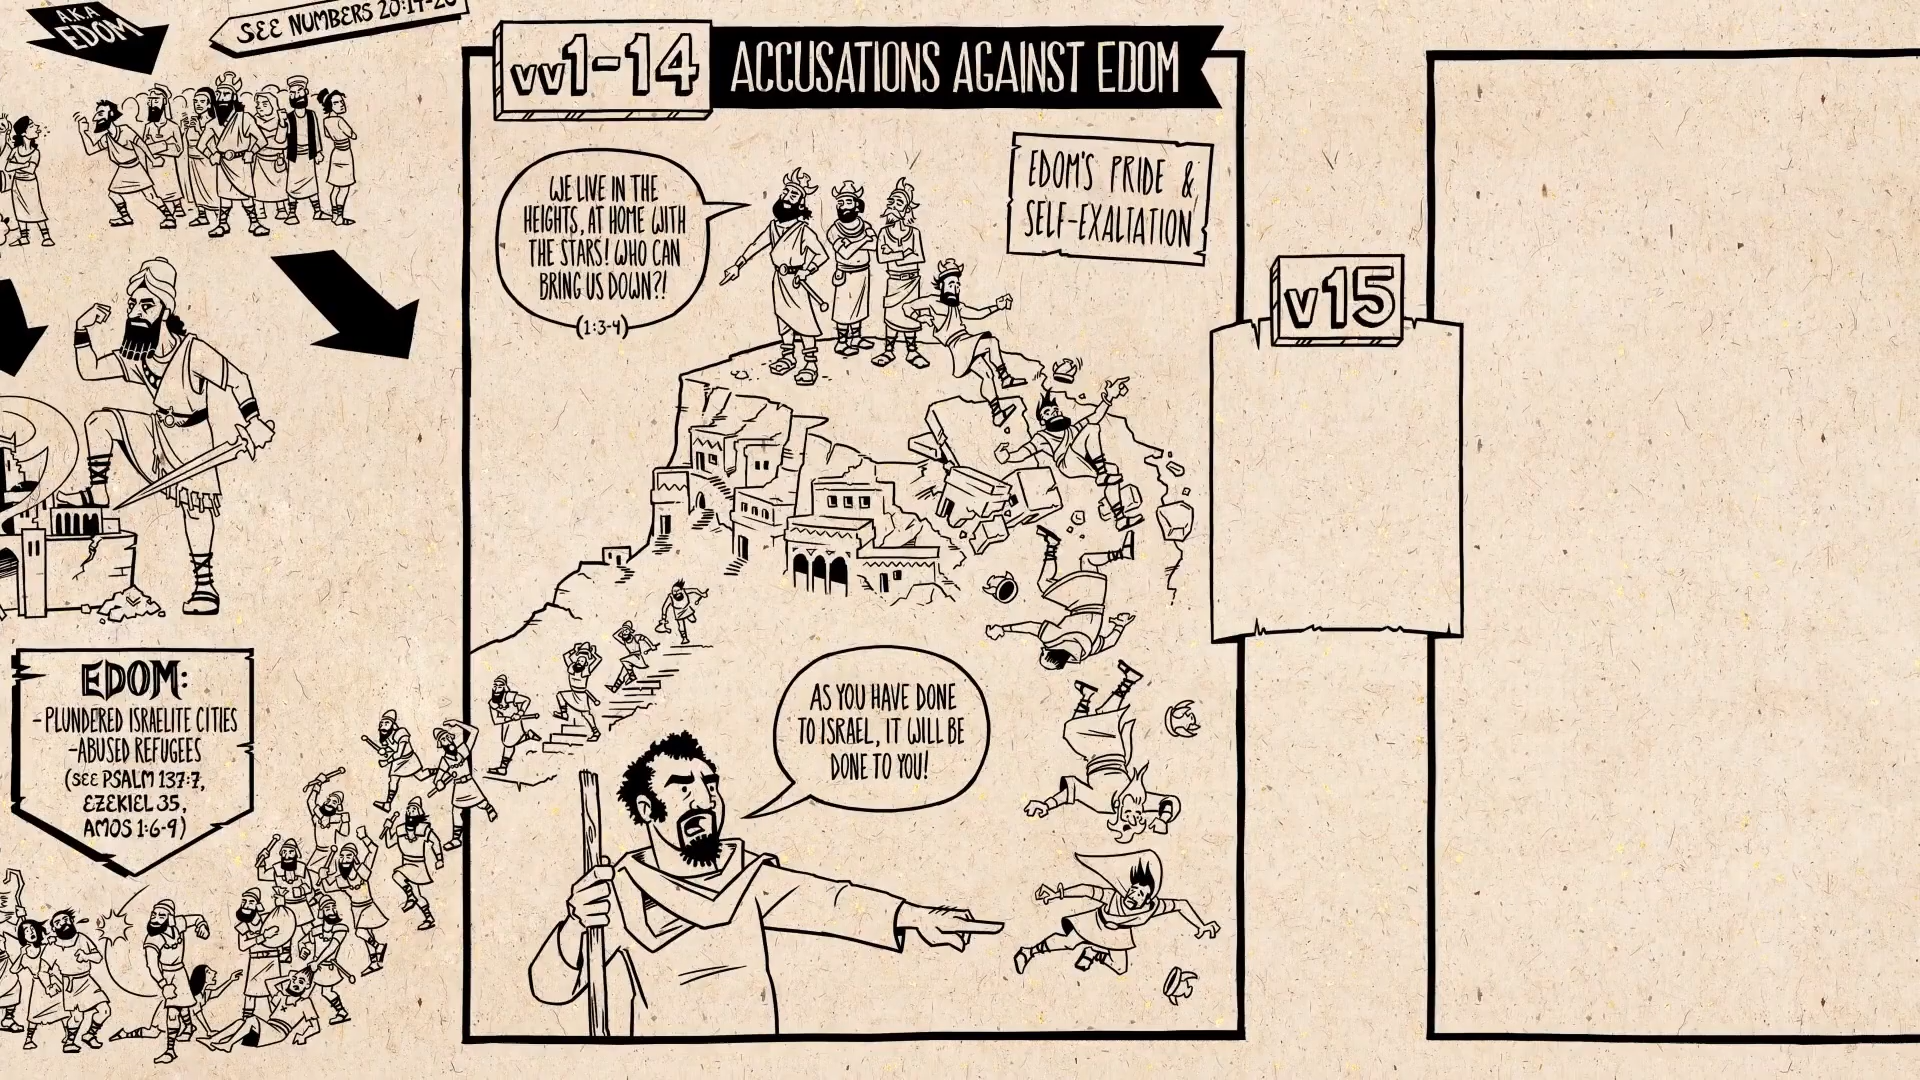 A.K.A
EDOM
SEE NUMBERS 20:14-20
vv1-14
ACCUSATIONS AGAINST EDOM
WE LIVE IN THE
HEIGHTS, AT HOME WITH
THE STARS! WHO CAN
BRING US DOWN?!
(1:3-4)
EDOM'S PRIDE &
SELF-EXALTATION
v15
EDOM:
-PLUNDERED ISRAELITE CITIES
-ABUSED REFUGEES
(SEE PSALM 137:7,
EZEKIEL 35,
AMOS 1:6-9)
AS YOU HAVE DONE
TO ISRAEL, IT WILL BE
DONE TO YOU!